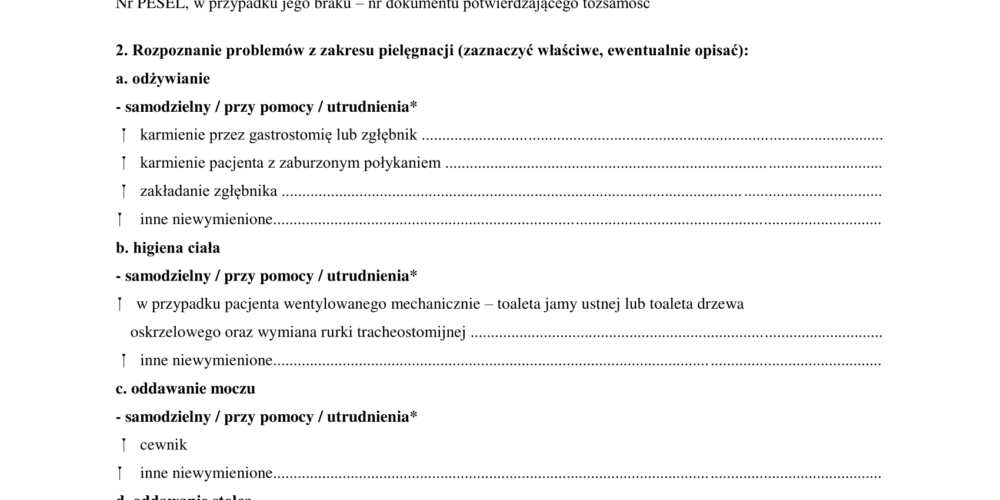 Nr PESEL, w przypadku jego braku – nr dokumentu potwierdzającego tożsamość
2. Rozpoznanie problemów z zakresu pielęgnacji (zaznaczyć właściwe, ewentualnie opisać):
a. odżywianie
- samodzielny / przy pomocy / utrudnienia*
karmienie przez gastrostomię lub zgłębnik ..........................................................................................................
karmienie pacjenta z zaburzonym połykaniem ..........................................................................................................
zakładanie zgłębnika ..........................................................................................................
inne niewymienione..........................................................................................................
b. higiena ciała
- samodzielny / przy pomocy / utrudnienia*
w przypadku pacjenta wentylowanego mechanicznie – toaleta jamy ustnej lub toaleta drzewa
oskrzelowego oraz wymiana rurki tracheostomijnej ..........................................................................................................
inne niewymienione..........................................................................................................
c. oddawanie moczu
- samodzielny / przy pomocy / utrudnienia*
cewnik
inne niewymienione..........................................................................................................
d. oddawanie stolca